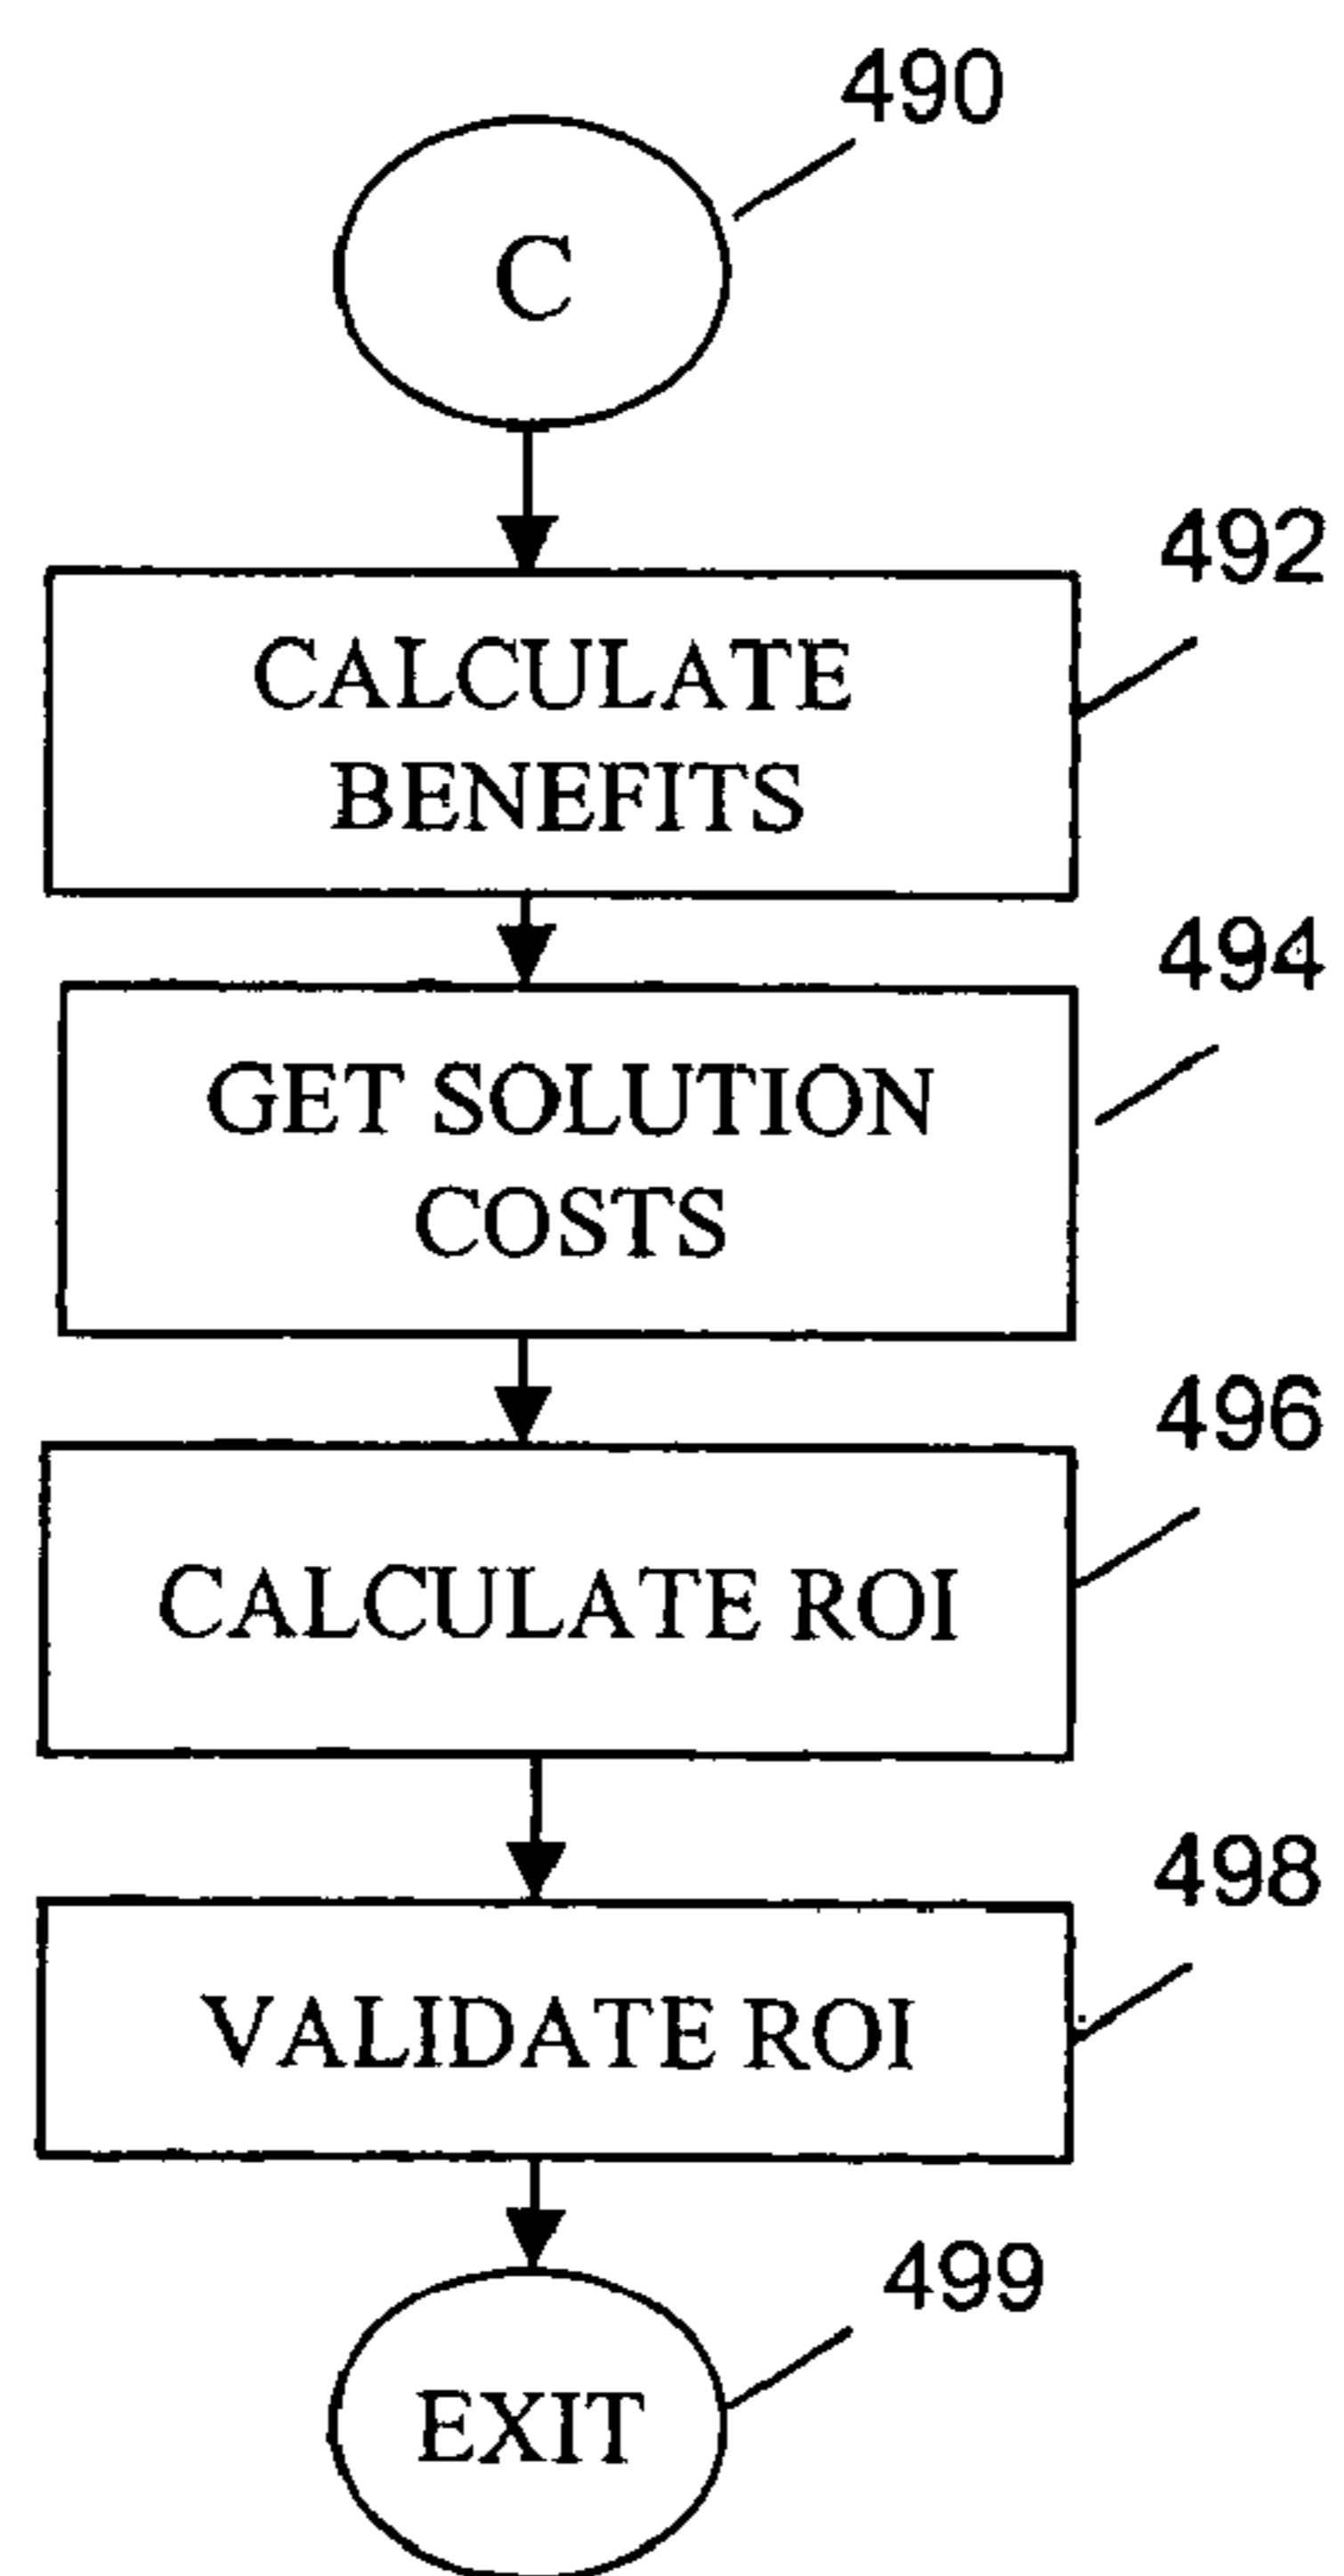 490
C
492
CALCULATE
BENEFITS
494
GET SOLUTION
COSTS
496
CALCULATE ROI
498
VALIDATE ROI
499
EXIT